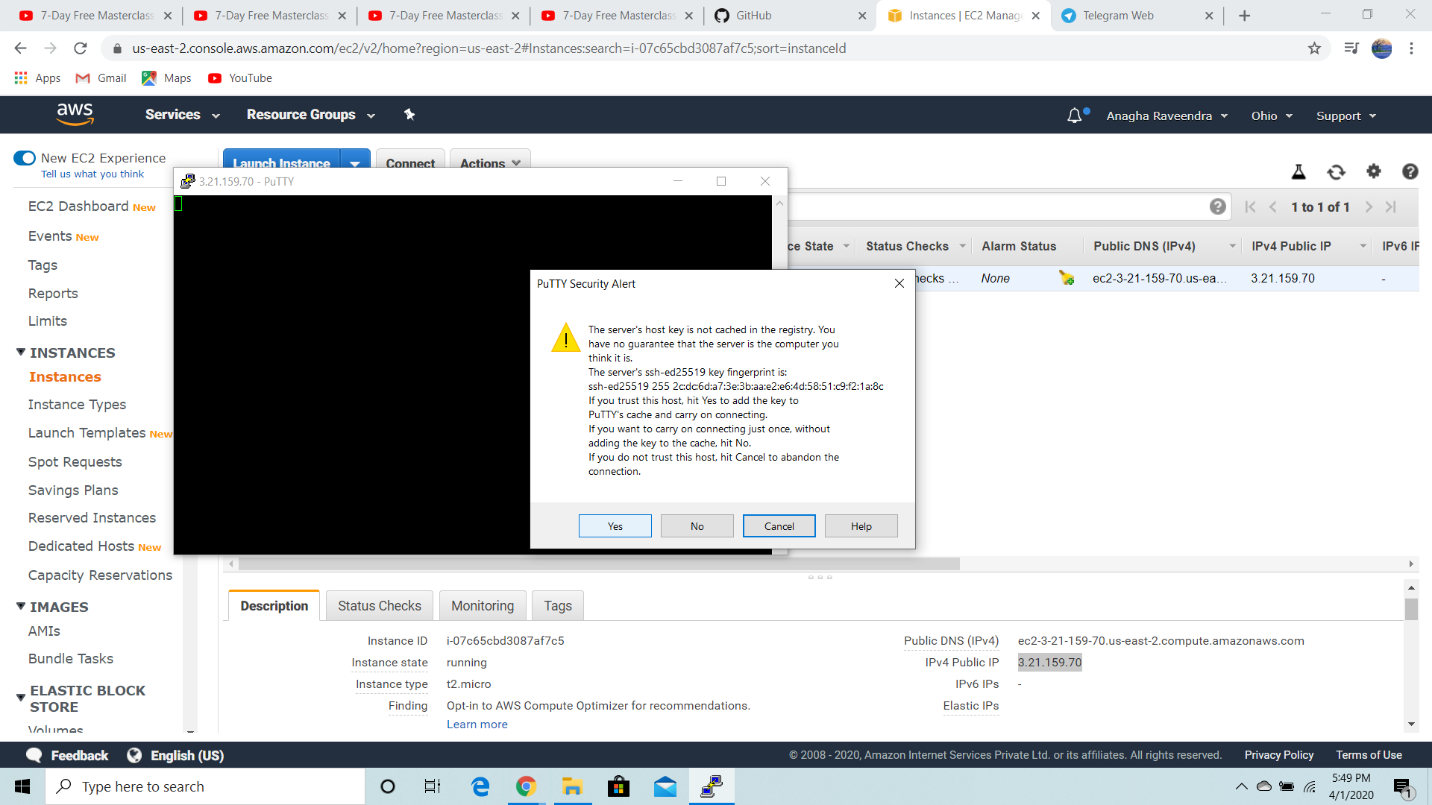 7-Day Free Masterclass
7-Day Free Masterclass
7-Day Free Masterclass
7-Day Free Masterclass
GitHub
Instances | EC2 Manage
Telegram Web
us-east-2.console.aws.amazon.com/ec2/v2/home?region=us-east-2#Instances:search=i-07c65cbd3087af7c5;sort=instanceId
Apps Gmail Maps YouTube
aws Services Resource Groups Anagha Raveendra Ohio Support
New EC2 Experience
Tell us what you think
Launch Instance Connect Actions
3.21.159.70 - PuTTY
EC2 Dashboard New
Events New
Tags
Reports
Limits
INSTANCES
Instances
Instance Types
Launch Templates New
Spot Requests
Savings Plans
Reserved Instances
Dedicated Hosts New
Capacity Reservations
IMAGES
AMIs
Bundle Tasks
ELASTIC BLOCK
STORE
Volumes
1 to 1 of 1
ce State Status Checks Alarm Status Public DNS (IPv4) IPv4 Public IP IPv6 IF
hecks ... None ec2-3-21-159-70.us-ea... 3.21.159.70 -
PuTTY Security Alert
The server's host key is not cached in the registry. You
have no guarantee that the server is the computer you
think it is.
The server's ssh-ed25519 key fingerprint is:
ssh-ed25519 255 2c:dc:6d:a7:3e:3b:aa:e2:e6:4d:58:51:c9:f2:1a:8c
If you trust this host, hit Yes to add the key to
PuTTY's cache and carry on connecting.
If you want to carry on connecting just once, without
adding the key to the cache, hit No.
If you do not trust this host, hit Cancel to abandon the
connection.
Yes No Cancel Help
Description Status Checks Monitoring Tags
Instance ID i-07c65cbd3087af7c5
Instance state running
Instance type t2.micro
Finding Opt-in to AWS Compute Optimizer for recommendations.
Learn more
Public DNS (IPv4) ec2-3-21-159-70.us-east-2.compute.amazonaws.com
IPv4 Public IP 3.21.159.70
IPv6 IPs -
Elastic IPs
Feedback English (US) © 2008 - 2020, Amazon Internet Services Private Ltd. or its affiliates. All rights reserved. Privacy Policy Terms of Use
Type here to search
5:49 PM
4/1/2020
1